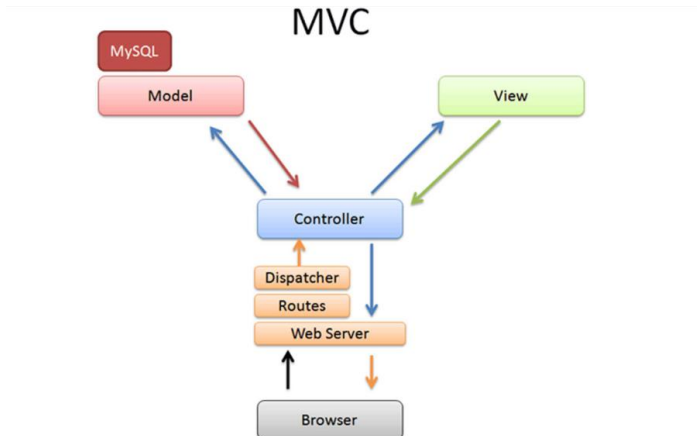 MVC
MySQL
Model
View
Controller
Dispatcher
Routes
Web Server
Browser